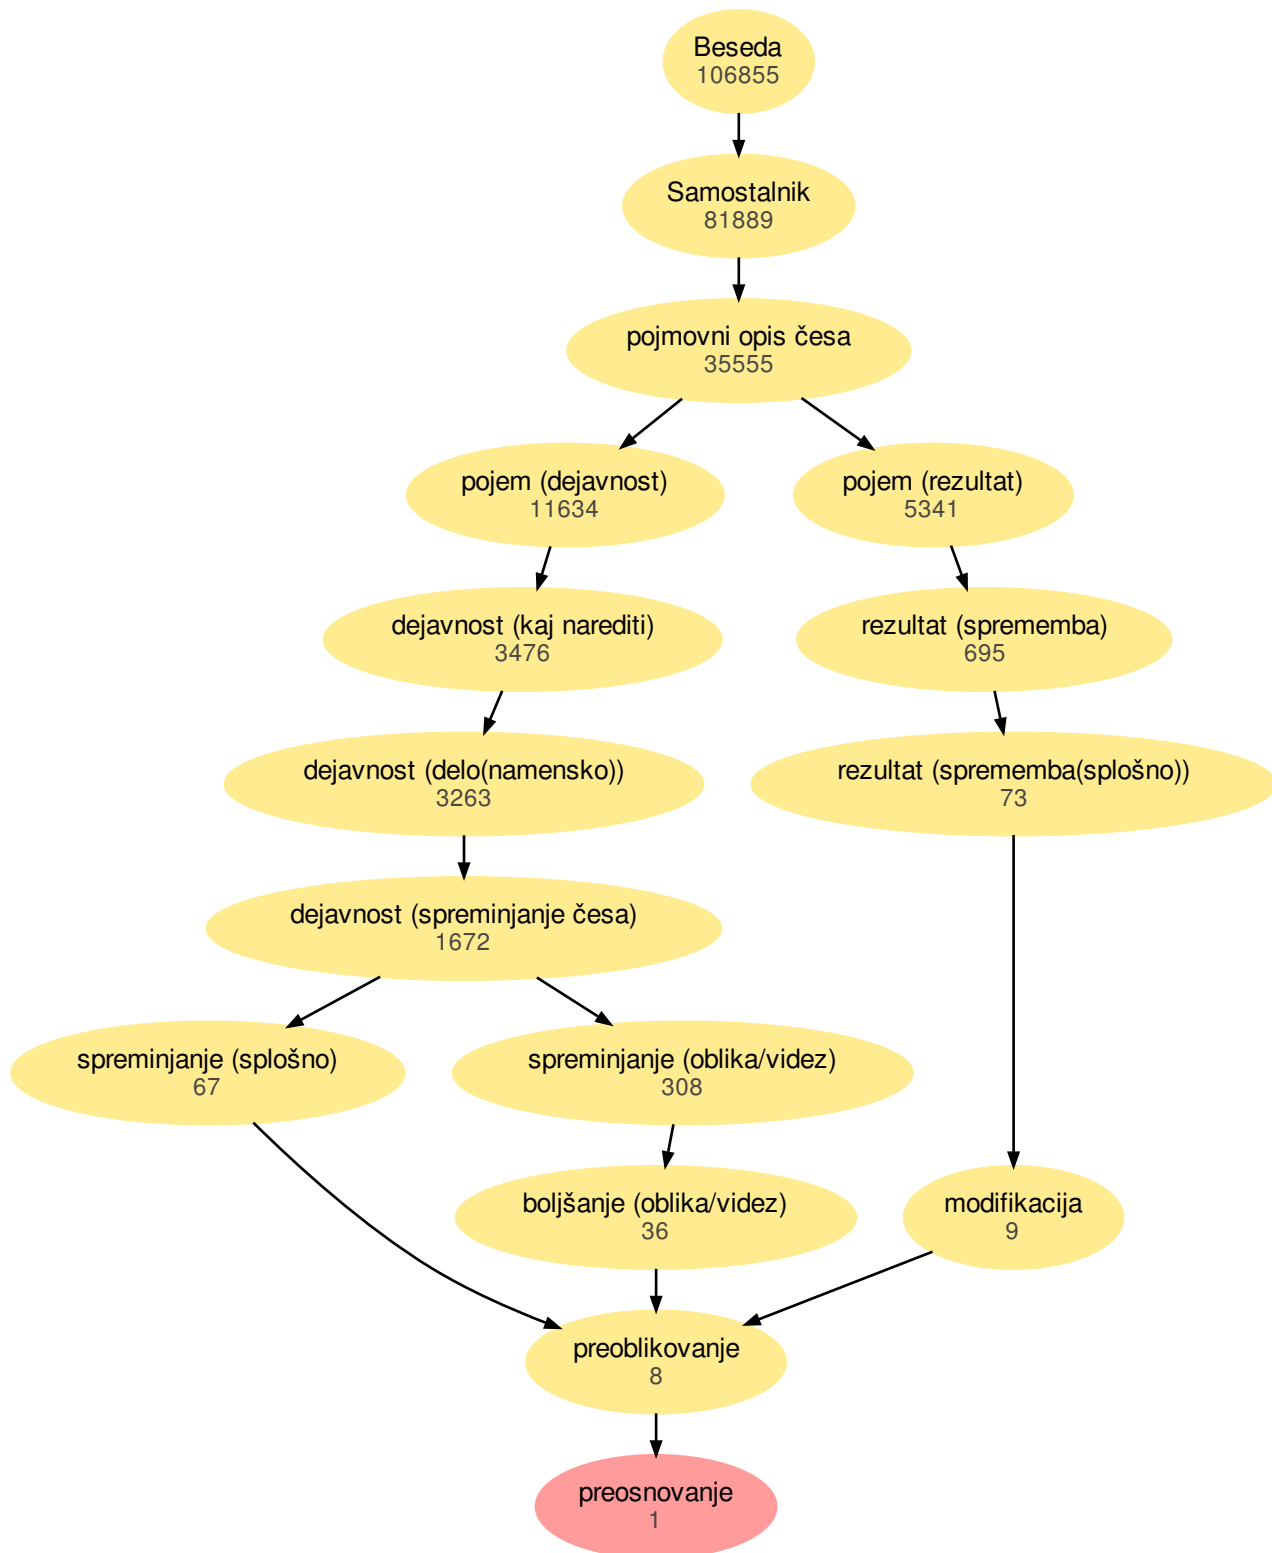 Beseda
106855
Samostalnik
81889
pojmovni opis česa
35555
pojem (dejavnost)
11634
pojem (rezultat)
5341
dejavnost (kaj narediti)
3476
rezultat (sprememba)
695
dejavnost (delo(namensko))
3263
rezultat (sprememba(splošno))
73
dejavnost (spreminjanje česa)
1672
spreminjanje (splošno)
67
spreminjanje (oblika/videz)
308
boljšanje (oblika/videz)
36
modifikacija
9
preoblikovanje
8
preosnovanje
1